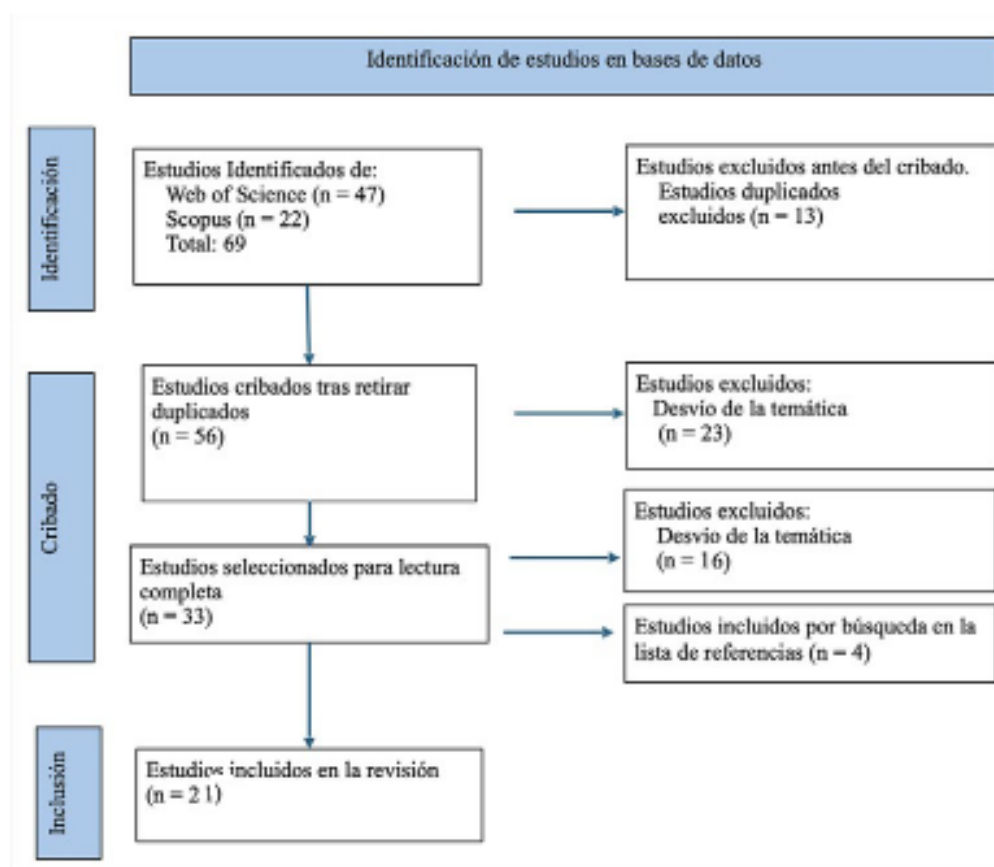 Identificación de estudios en bases de datos
Identificación
Estudios Identificados de:
Web of Science (n = 47)
Scopus (n = 22)
Total: 69
Estudios excluidos antes del cribado.
Estudios duplicados
excluidos (n = 13)
Cribado
Estudios cribados tras retirar
duplicados
(n = 56)
Estudios excluidos:
Desvío de la temática
(n = 23)
Estudios seleccionados para lectura
completa
(n = 33)
Estudios excluidos:
Desvío de la temática
(n = 16)
Estudios incluidos por búsqueda en la
lista de referencias (n = 4)
Inclusión
Estudios incluidos en la revisión
(n = 21)